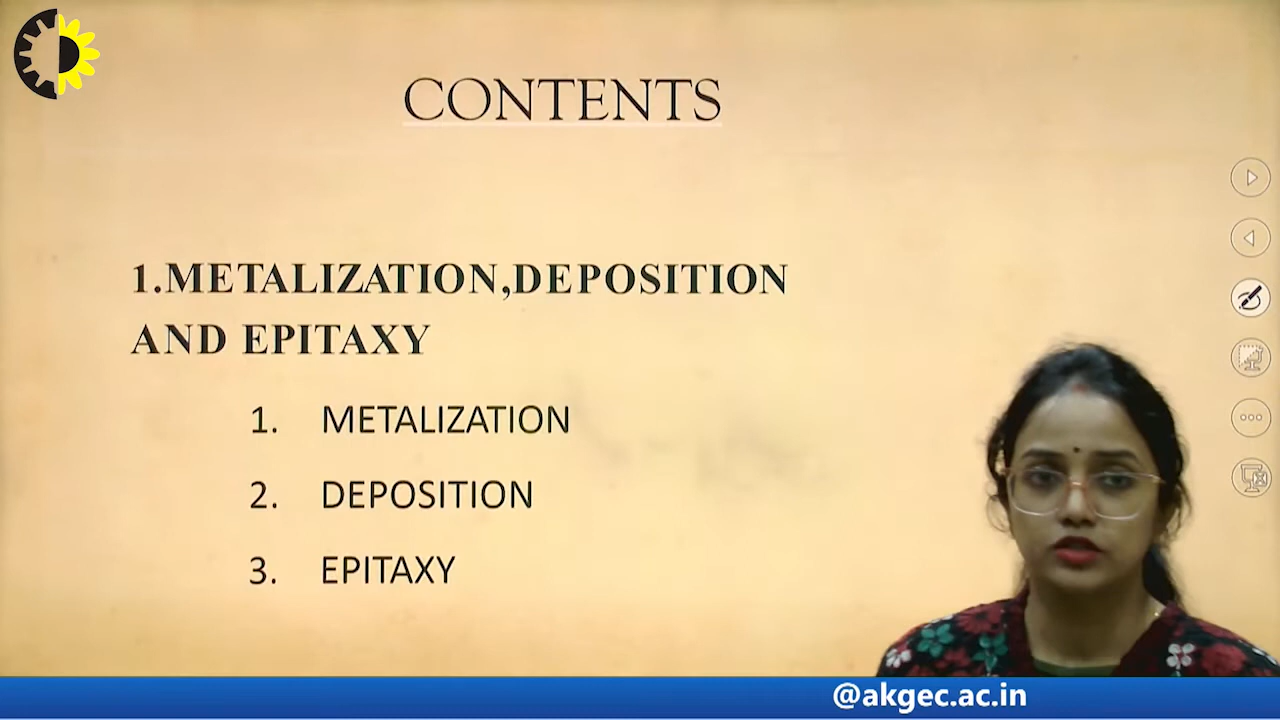 CONTENTS
1.METALIZATION,DEPOSITION
AND EPITAXY
1. METALIZATION
2. DEPOSITION
3. EPITAXY
@akgec.ac.in